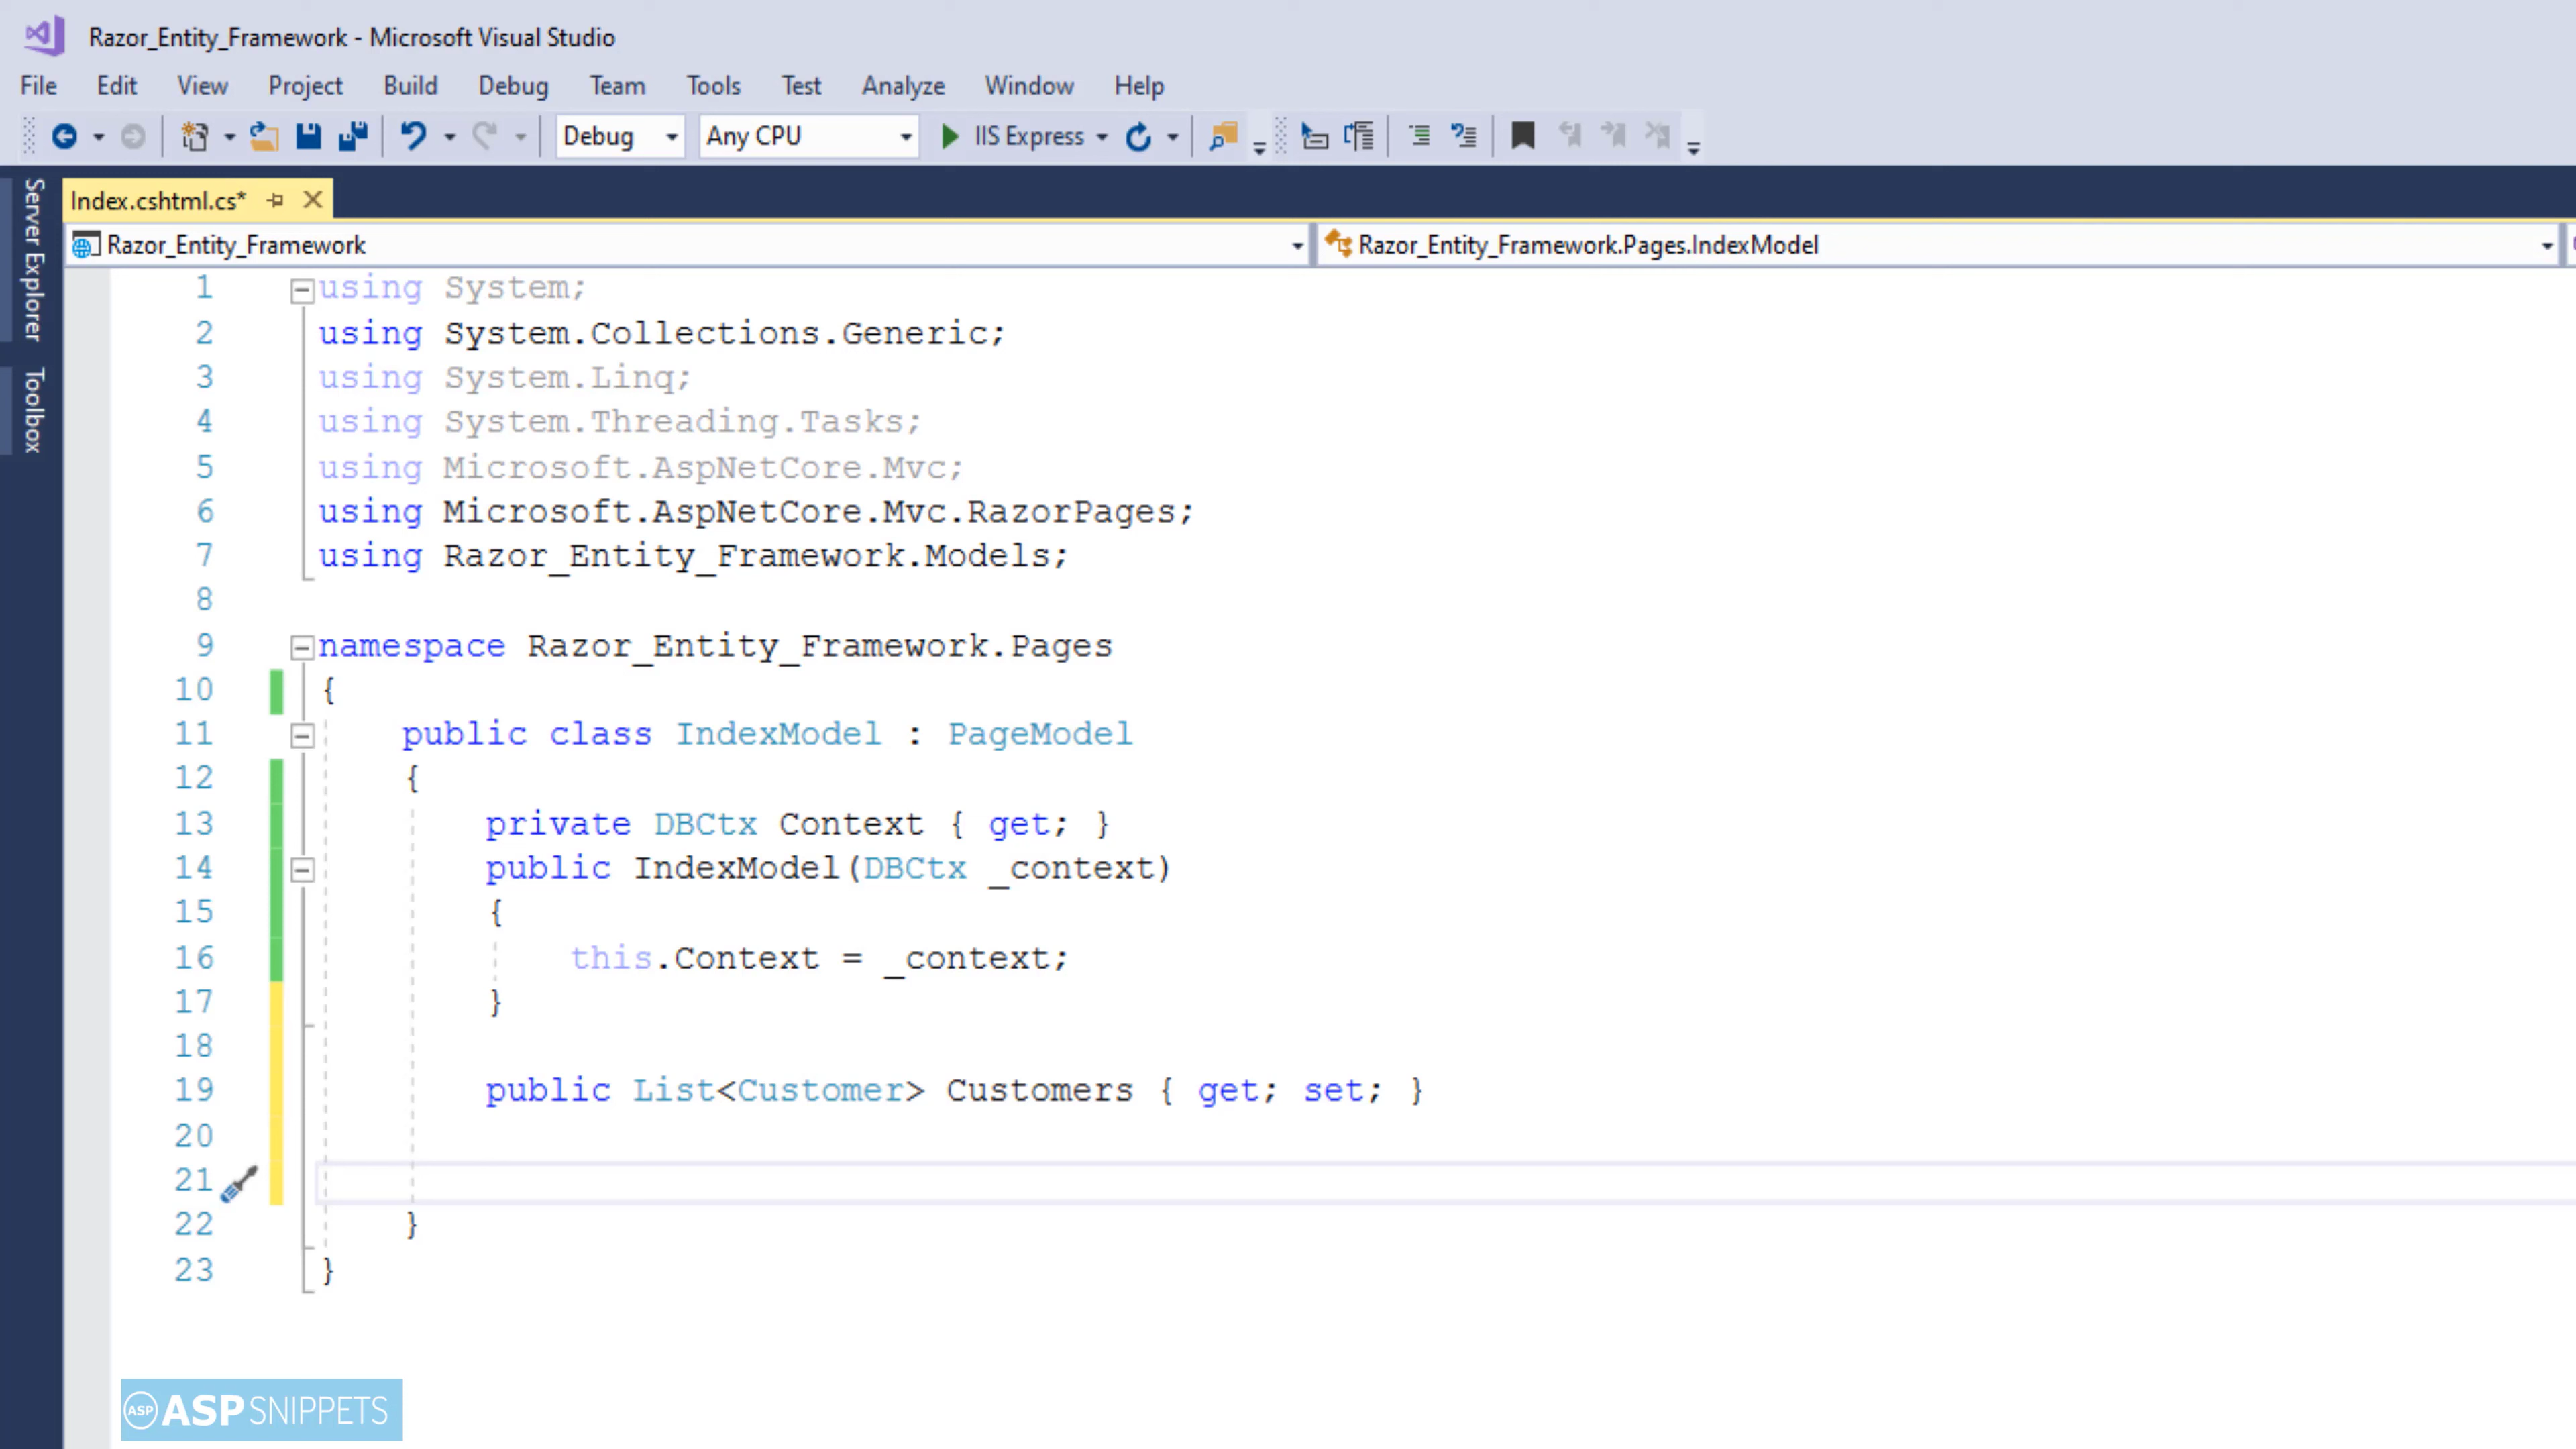 Razor_Entity_Framework - Microsoft Visual Studio
File Edit View Project Build Debug Team Tools Test Analyze Window Help
Debug Any CPU IIS Express
Server Explorer
Toolbox
Index.cshtml.cs*
Razor_Entity_Framework Razor_Entity_Framework.Pages.IndexModel
1 using System;
2 using System.Collections.Generic;
3 using System.Linq;
4 using System.Threading.Tasks;
5 using Microsoft.AspNetCore.Mvc;
6 using Microsoft.AspNetCore.Mvc.RazorPages;
7 using Razor_Entity_Framework.Models;
8
9 namespace Razor_Entity_Framework.Pages
10 {
11 public class IndexModel : PageModel
12 {
13 private DBCtx Context { get; }
14 public IndexModel(DBCtx _context)
15 {
16 this.Context = _context;
17 }
18
19 public List<Customer> Customers { get; set; }
20
21
22 }
23 }
ASP ASPSNIPPETS